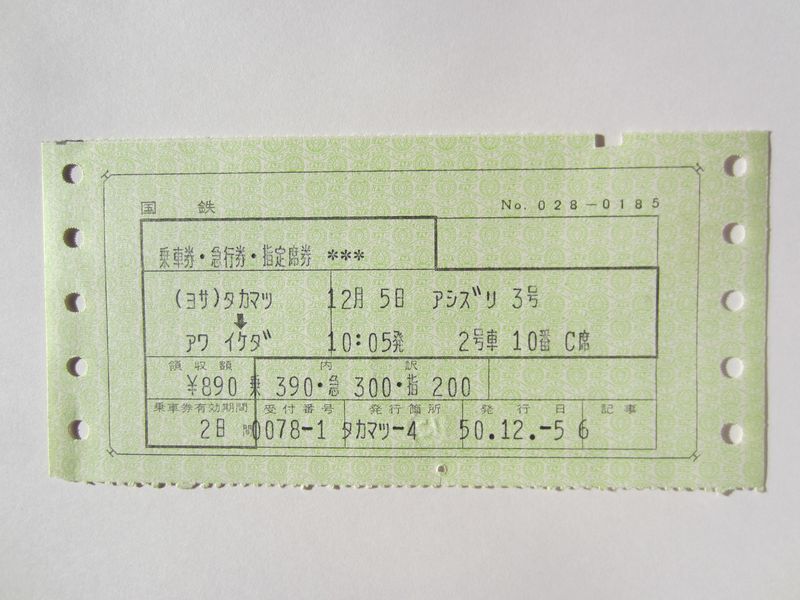 国鉄 No. 028-0185
乗車券・急行券・指定席券 ***
(ヨサ)タカマツ 12月 5日 アシズリ 3号
⬇
アワ イケダ 10:05発 2号車 10番 C席
領収額 内訳
¥890 乗 390・急 300・指 200
乗車券有効期間 受付番号 発行箇所 発行日 記事
2日間 0078-1 タカマツ-4 50.12.-5 6